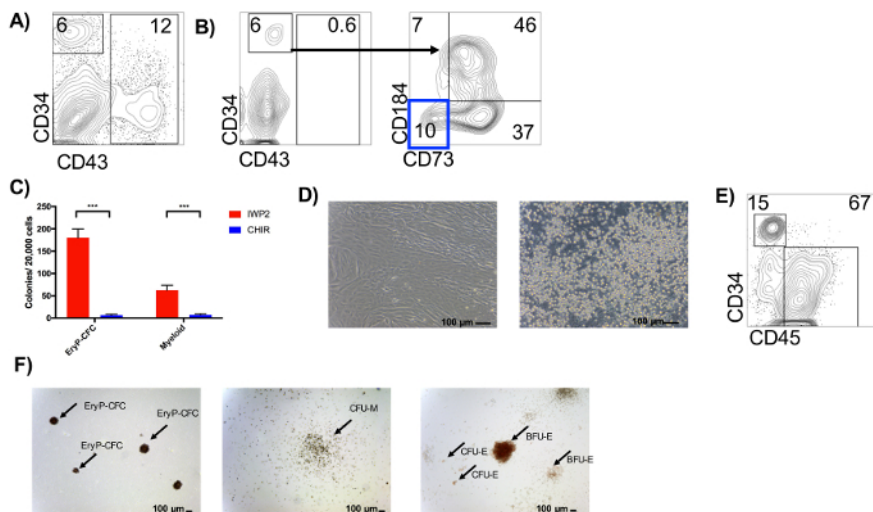 A)
6
12
CD34
CD43
B)
6
0.6
CD34
CD43
7
46
10
37
CD184
CD73
C)
***
***
IWP2
CHIR
Colonies/ 20,000 cells
250
200
150
100
50
0
EryP-CFC
Myeloid
D)
100 µm
100 µm
E)
15
67
CD34
CD45
F)
EryP-CFC
EryP-CFC
EryP-CFC
100 µm
CFU-M
100 µm
CFU-E
BFU-E
CFU-E
BFU-E
100 µm